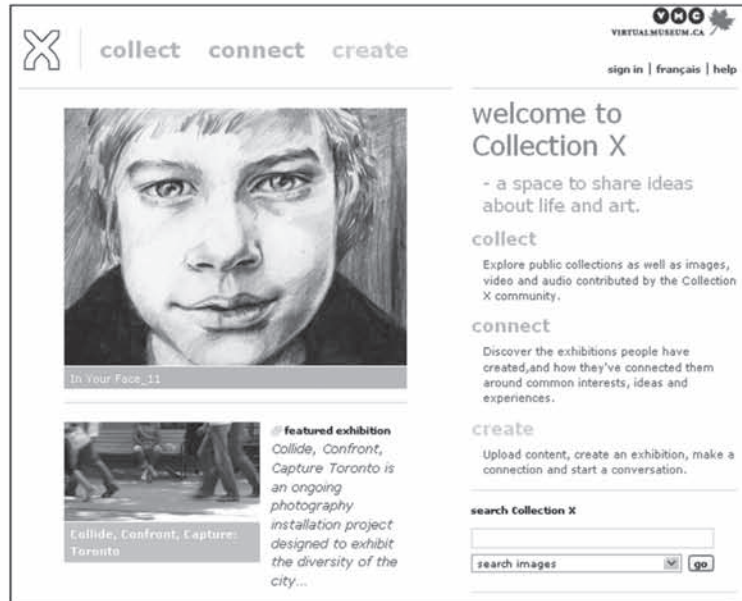 VMC
VIRTUALMUSEUM.CA
X collect connect create
sign in | français | help
In Your Face_11
Collide, Confront, Capture:
Toronto
featured exhibition
Collide, Confront,
Capture Toronto is
an ongoing
photography
installation project
designed to exhibit
the diversity of the
city...
welcome to
Collection X
- a space to share ideas
about life and art.
collect
Explore public collections as well as images,
video and audio contributed by the Collection
X community.
connect
Discover the exhibitions people have
created,and how they've connected them
around common interests, ideas and
experiences.
create
Upload content, create an exhibition, make a
connection and start a conversation.
search Collection X
search images
go